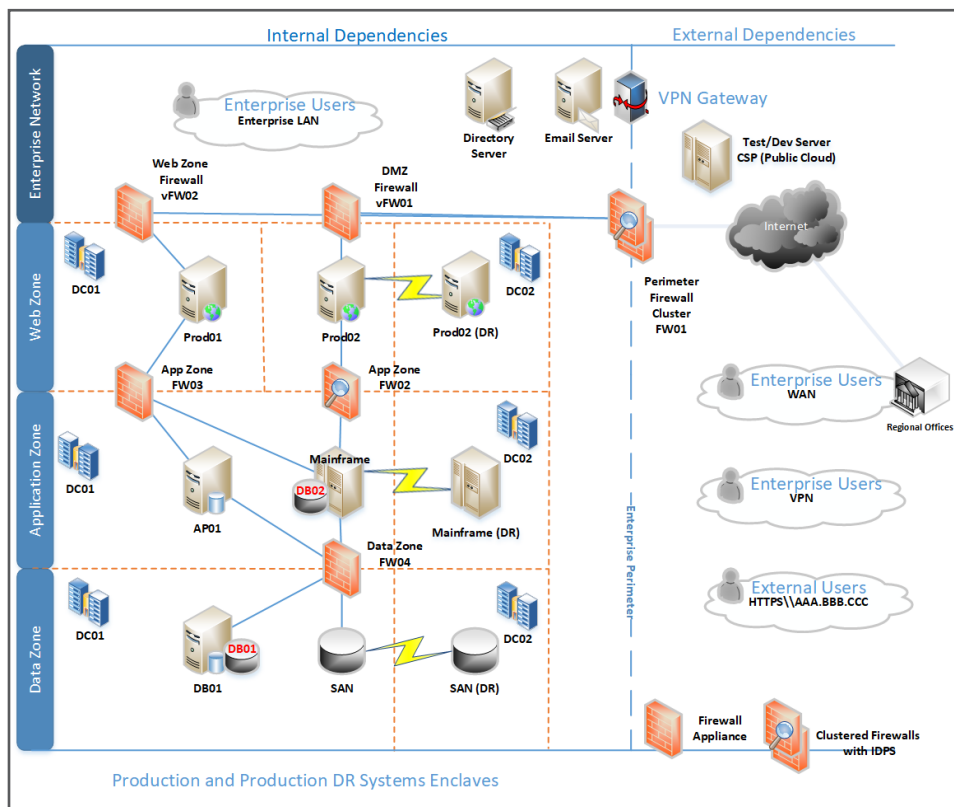 Internal Dependencies
External Dependencies
Enterprise Network
Enterprise Users
Enterprise LAN
Directory
Server
Email Server
VPN Gateway
Test/Dev Server
CSP (Public Cloud)
Web Zone
Firewall
vFW02
DMZ
Firewall
vFW01
Internet
Perimeter
Firewall
Cluster
FW01
Web Zone
DC01
Prod01
Prod02
Prod02 (DR)
DC02
App Zone
FW03
App Zone
FW02
Enterprise Users
WAN
Regional Offices
Application Zone
DC01
AP01
Mainframe
DB02
Mainframe (DR)
DC02
Enterprise Users
VPN
Data Zone
FW04
Enterprise Perimeter
External Users
HTTPS\\AAA.BBB.CCC
Data Zone
DC01
DB01
DB01
SAN
SAN (DR)
DC02
Firewall
Appliance
Clustered Firewalls
with IDPS
Production and Production DR Systems Enclaves